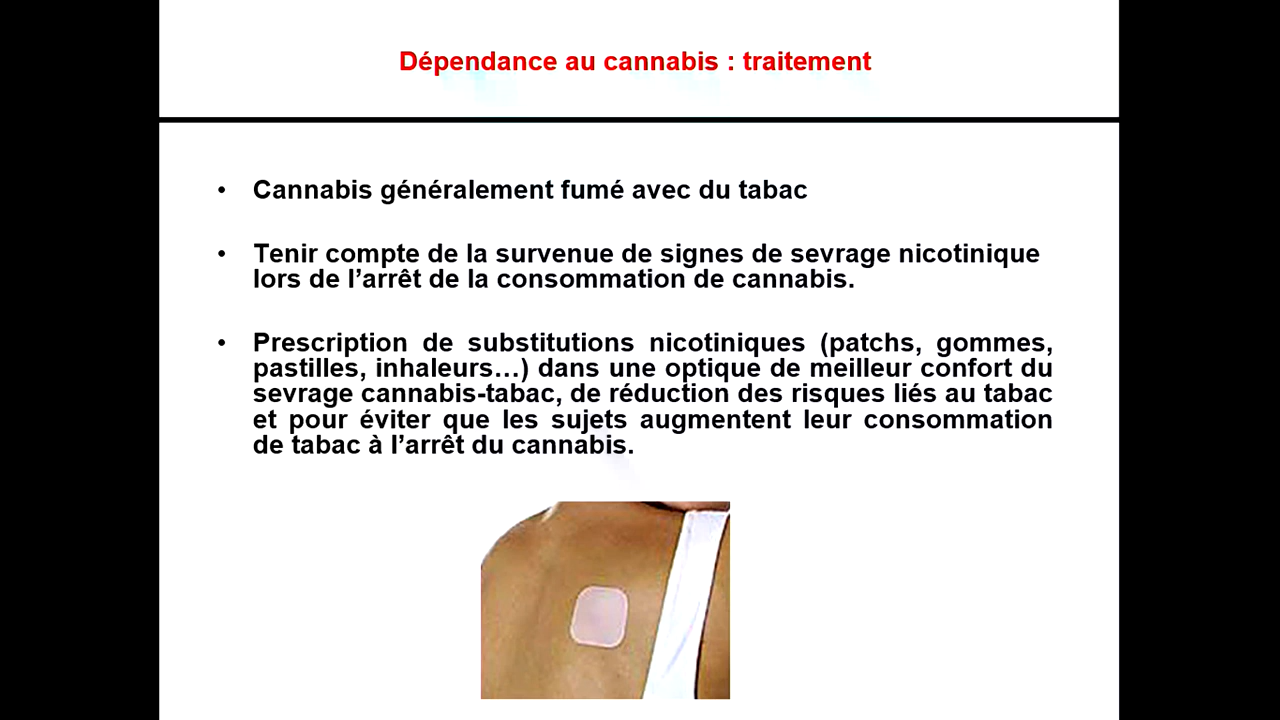 Dépendance au cannabis : traitement
• Cannabis généralement fumé avec du tabac
• Tenir compte de la survenue de signes de sevrage nicotinique
lors de l’arrêt de la consommation de cannabis.
• Prescription de substitutions nicotiniques (patchs, gommes,
pastilles, inhaleurs…) dans une optique de meilleur confort du
sevrage cannabis-tabac, de réduction des risques liés au tabac
et pour éviter que les sujets augmentent leur consommation
de tabac à l’arrêt du cannabis.